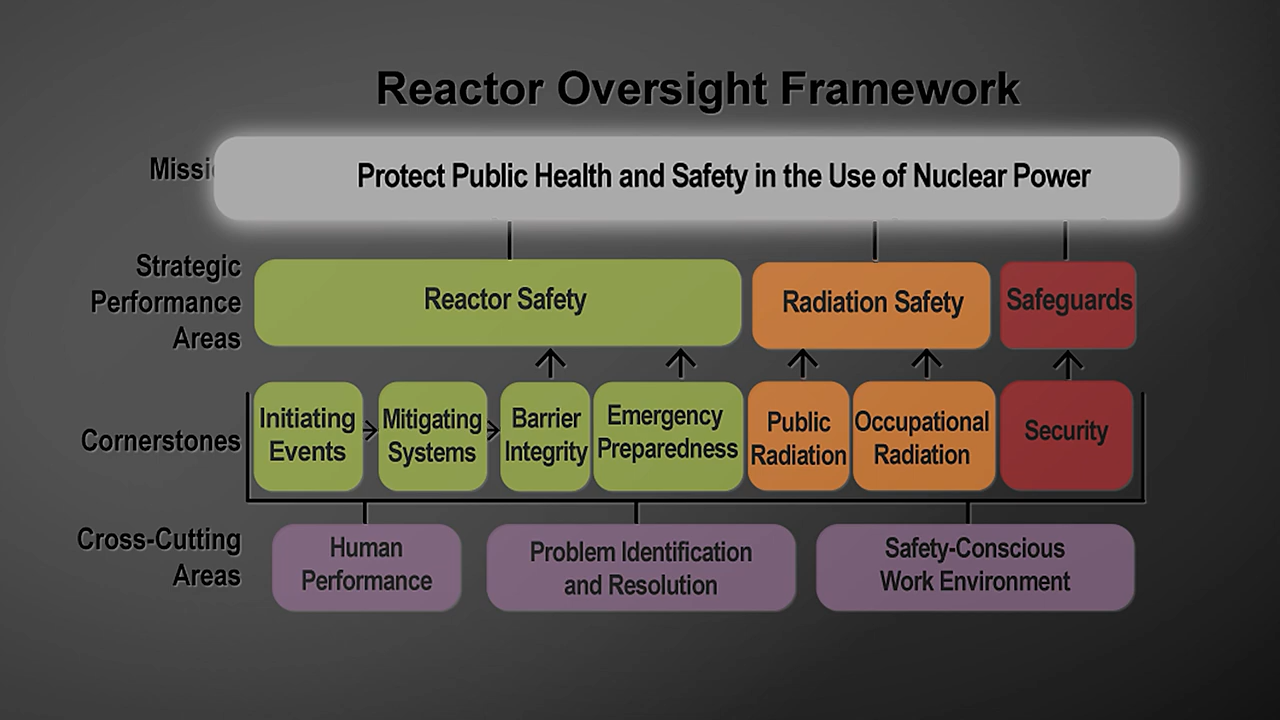 Reactor Oversight Framework
Missi
Protect Public Health and Safety in the Use of Nuclear Power
Strategic
Performance
Areas
Reactor Safety
Radiation Safety
Safeguards
Cornerstones
Initiating
Events
Mitigating
Systems
Barrier
Integrity
Emergency
Preparedness
Public
Radiation
Occupational
Radiation
Security
Cross-Cutting
Areas
Human
Performance
Problem Identification
and Resolution
Safety-Conscious
Work Environment